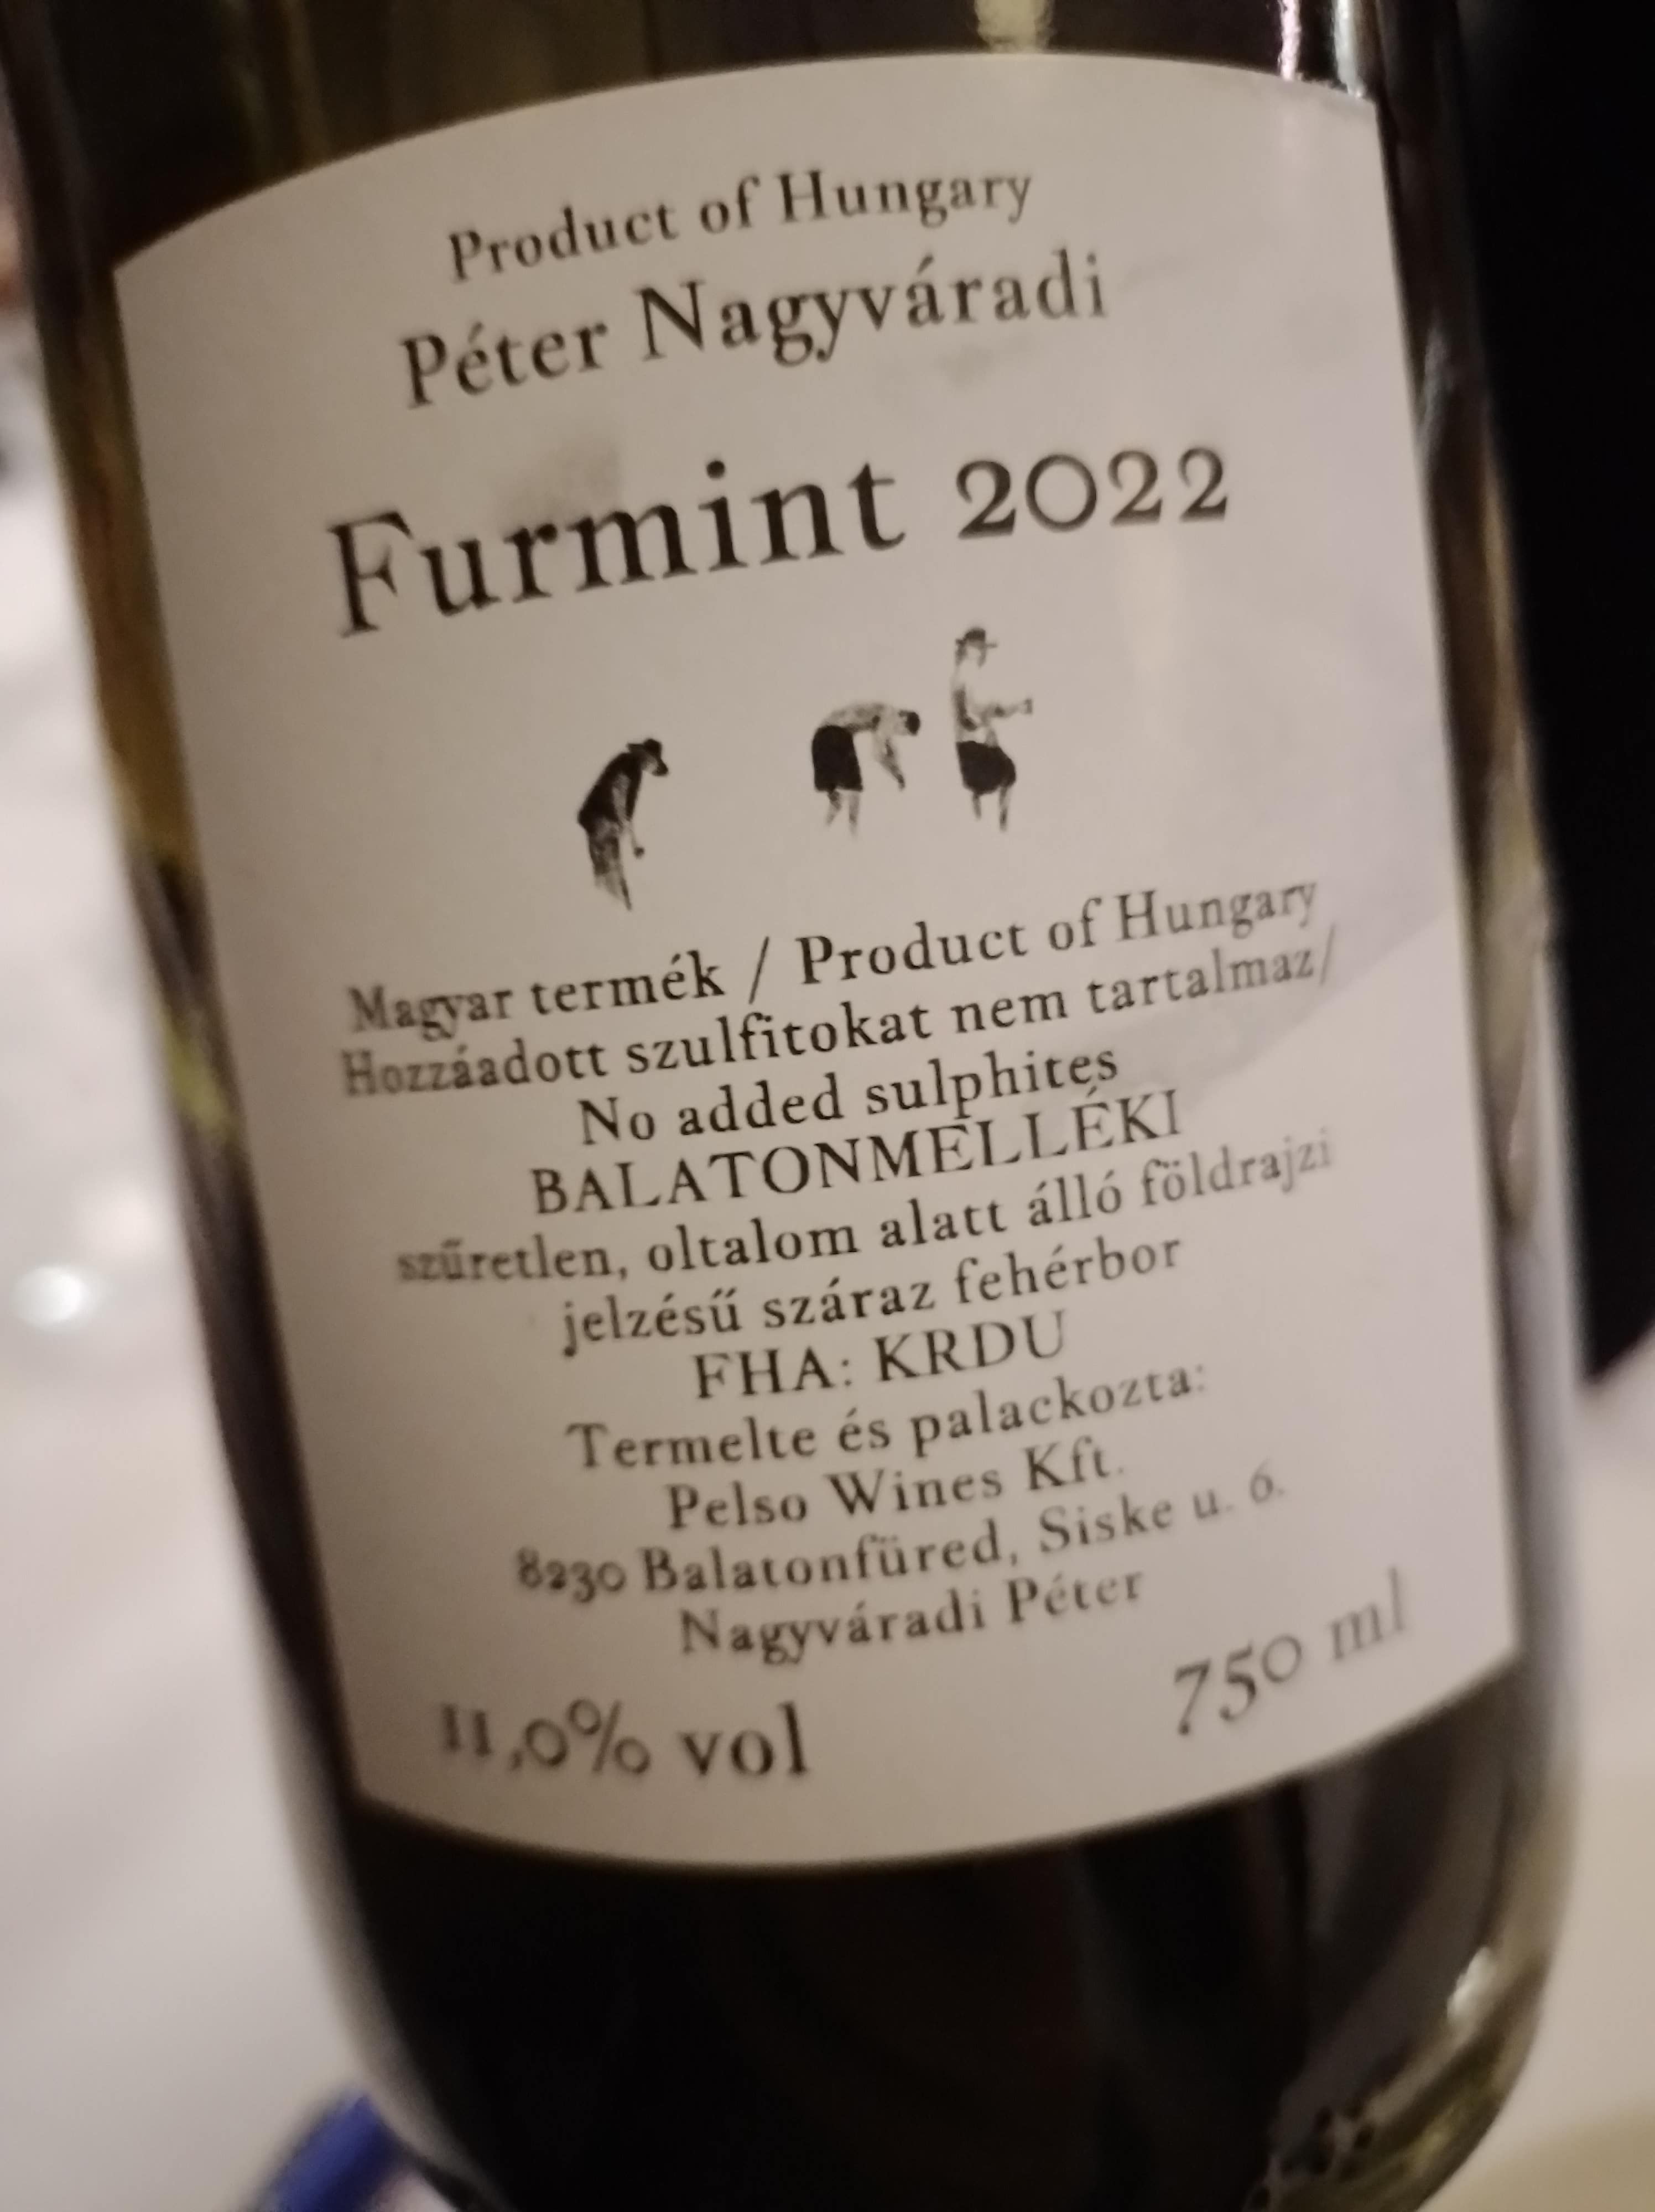 Product of Hungary
Péter Nagyváradi
Furmint 2022
Magyar termék / Product of Hungary
Hozzáadott szulfitokat nem tartalmaz/
No added sulphites
BALATONMELLÉKI
szűretlen, oltalom alatt álló földrajzi
jelzésű száraz fehérbor
FHA: KRDU
Termelte és palackozta:
Pelso Wines Kft.
8230 Balatonfüred, Siske u. 6.
Nagyváradi Péter
11,0% vol
750 ml